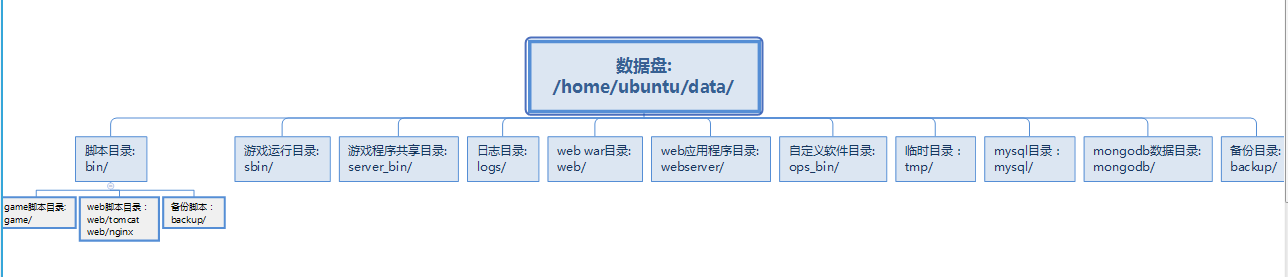 数据盘:
/home/ubuntu/data/
脚本目录:
bin/
游戏运行目录:
sbin/
游戏程序共享目录:
server_bin/
日志目录:
logs/
web war目录:
web/
web应用程序目录:
webserver/
自定义软件目录:
ops_bin/
临时目录：
tmp/
mysql目录：
mysql/
mongodb数据目录:
mongodb/
备份目录:
backup/
game脚本目录:
game/
web脚本目录：
web/tomcat
web/nginx
备份脚本：
backup/